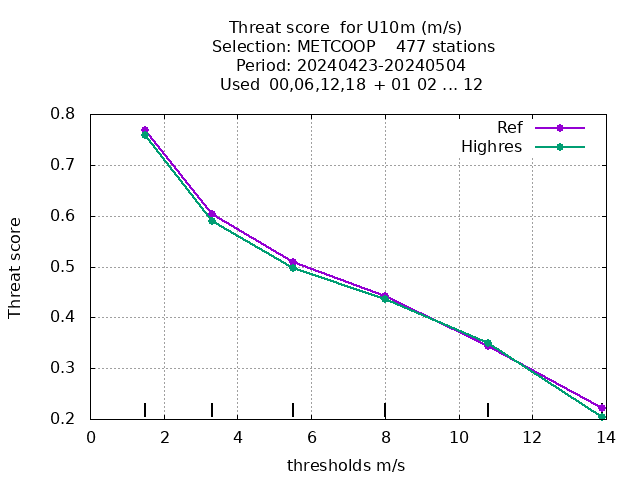 Threat score for U10m (m/s)
Selection: METCOOP 477 stations
Period: 20240423-20240504
Used 00,06,12,18 + 01 02 ... 12
Ref
Highres
Threat score
0.8
0.7
0.6
0.5
0.4
0.3
0.2
0 2 4 6 8 10 12 14
thresholds m/s